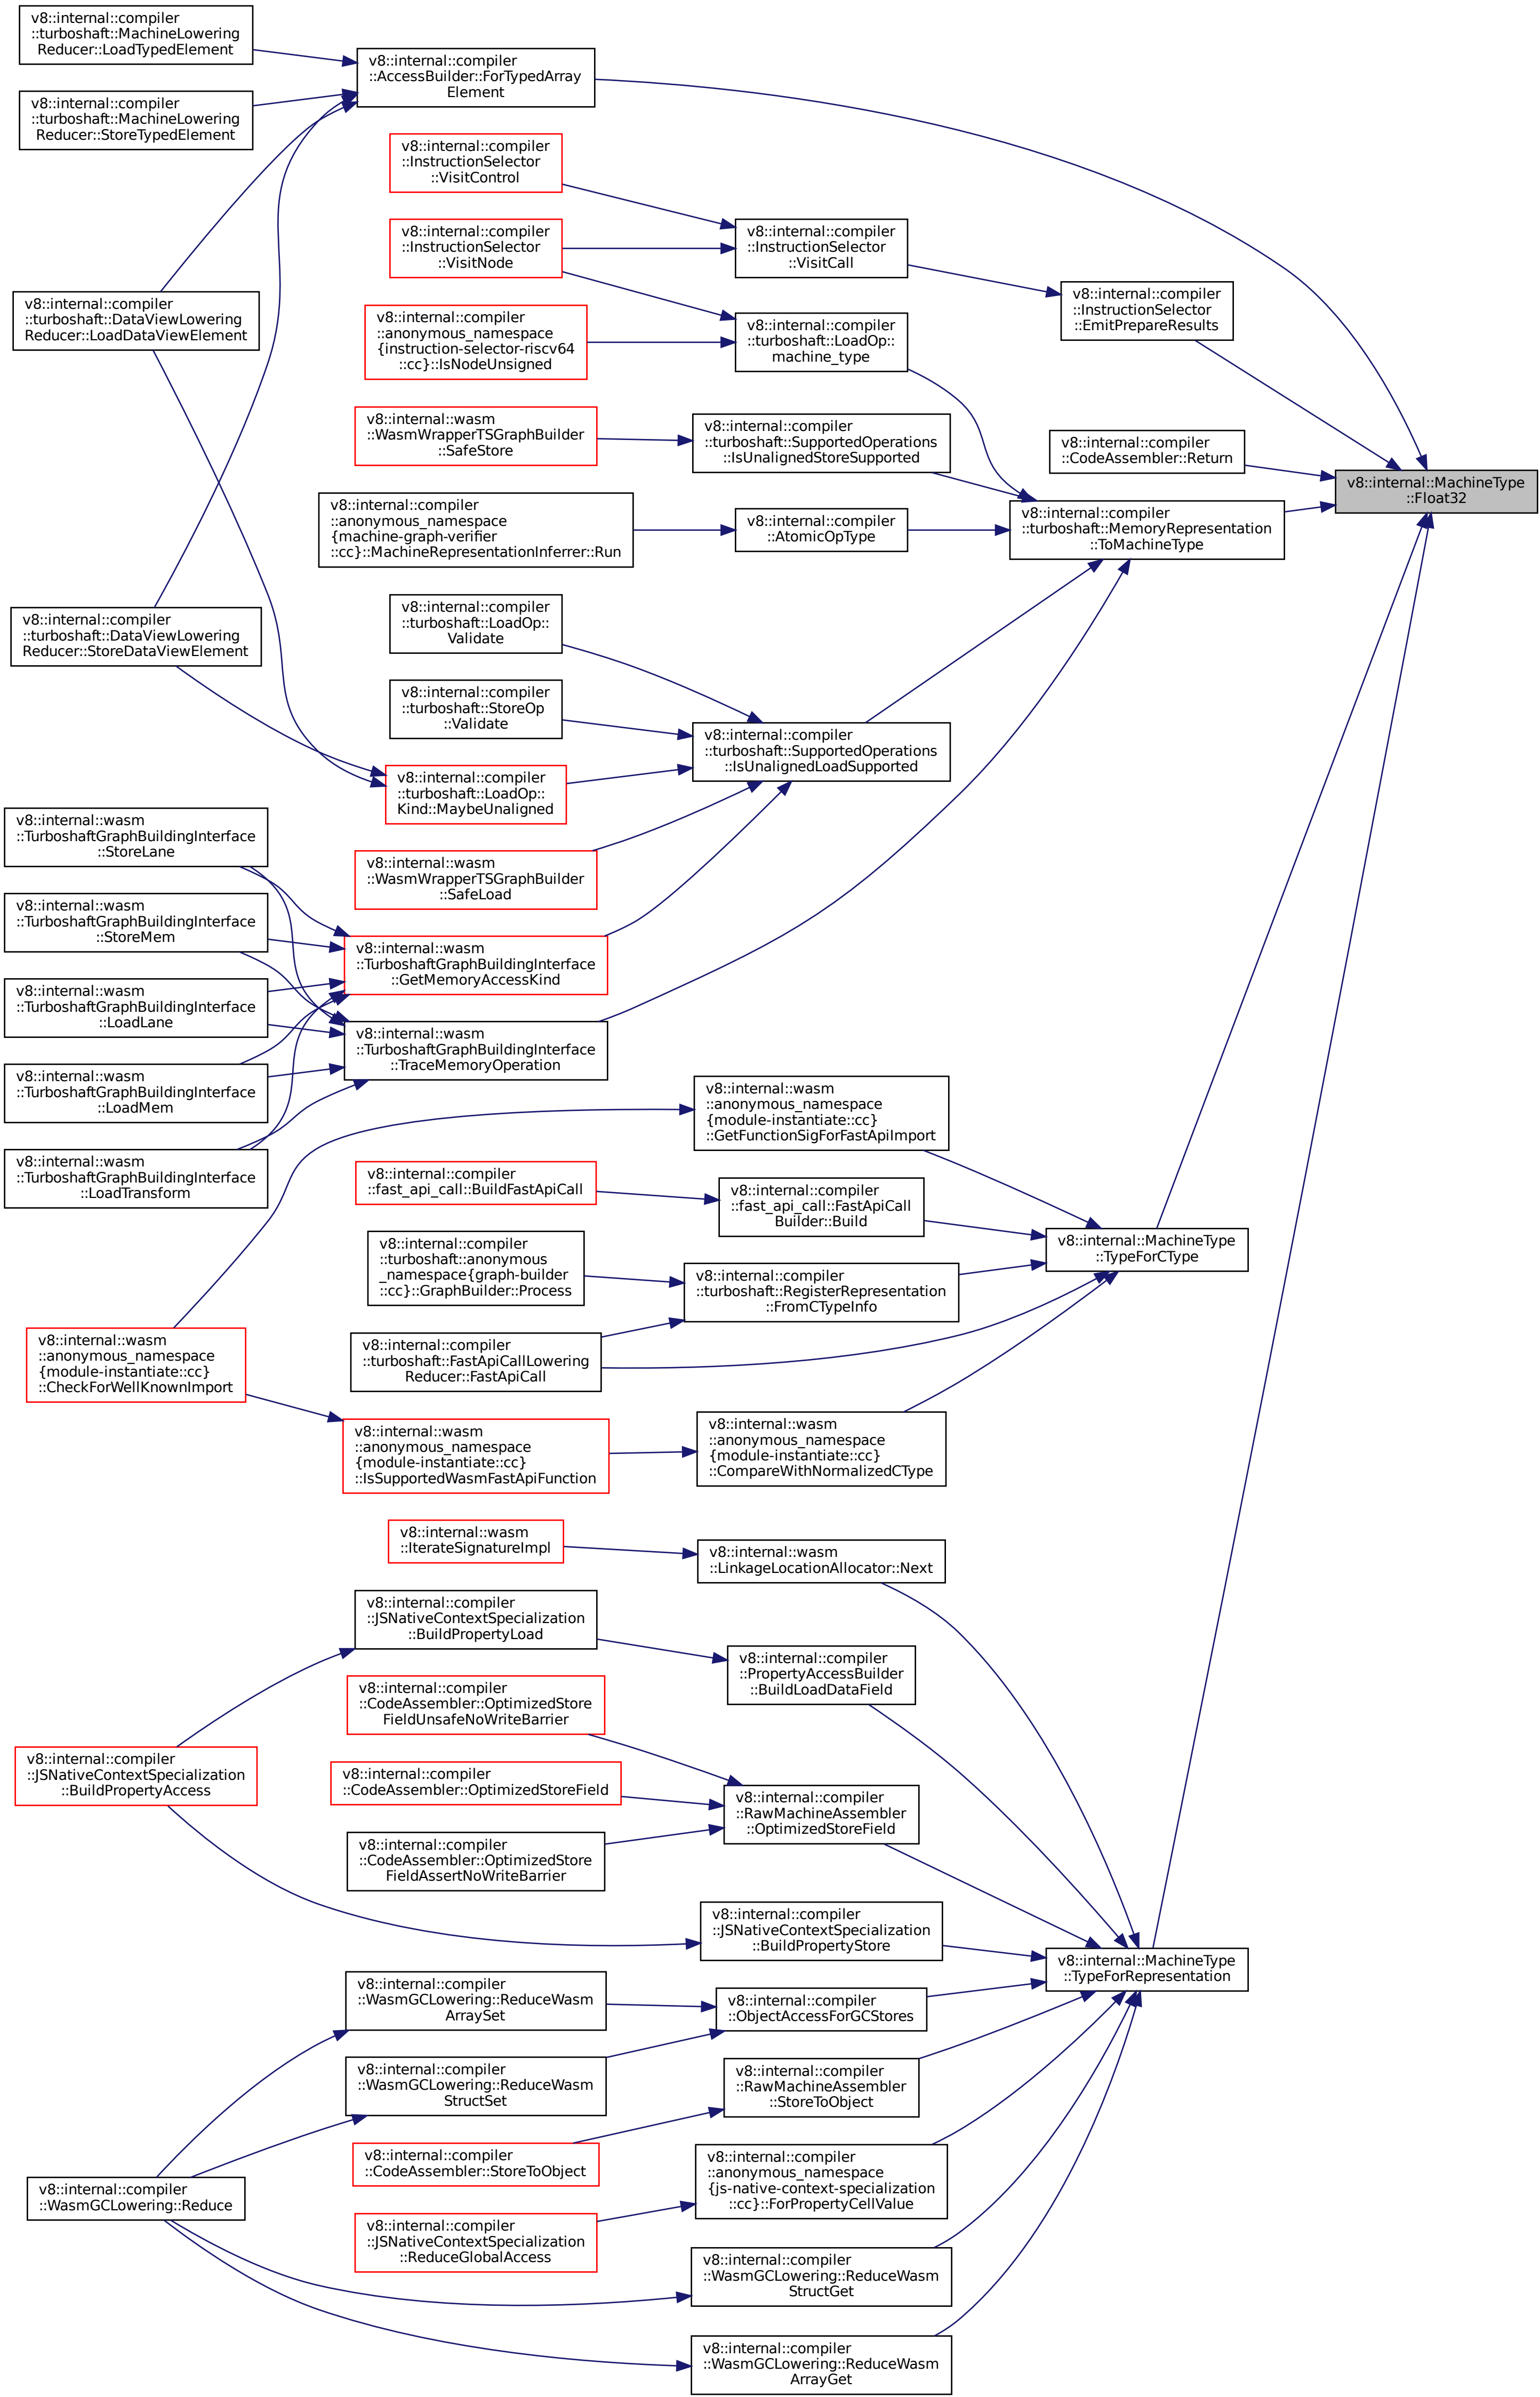 v8::internal::compiler
::turboshaft::MachineLowering
Reducer::LoadTypedElement
v8::internal::compiler
::AccessBuilder::ForTypedArray
Element
v8::internal::compiler
::turboshaft::MachineLowering
Reducer::StoreTypedElement
v8::internal::compiler
::InstructionSelector
::VisitControl
v8::internal::compiler
::InstructionSelector
::VisitNode
v8::internal::compiler
::InstructionSelector
::VisitCall
v8::internal::compiler
::InstructionSelector
::EmitPrepareResults
v8::internal::compiler
::turboshaft::DataViewLowering
Reducer::LoadDataViewElement
v8::internal::compiler
::anonymous_namespace
{instruction-selector-riscv64
::cc}::IsNodeUnsigned
v8::internal::compiler
::turboshaft::LoadOp::
machine_type
v8::internal::wasm
::WasmWrapperTSGraphBuilder
::SafeStore
v8::internal::compiler
::turboshaft::SupportedOperations
::IsUnalignedStoreSupported
v8::internal::compiler
::CodeAssembler::Return
v8::internal::MachineType
::Float32
v8::internal::compiler
::anonymous_namespace
{machine-graph-verifier
::cc}::MachineRepresentationInferrer::Run
v8::internal::compiler
::AtomicOpType
v8::internal::compiler
::turboshaft::MemoryRepresentation
::ToMachineType
v8::internal::compiler
::turboshaft::LoadOp::
Validate
v8::internal::compiler
::turboshaft::DataViewLowering
Reducer::StoreDataViewElement
v8::internal::compiler
::turboshaft::StoreOp
::Validate
v8::internal::compiler
::turboshaft::SupportedOperations
::IsUnalignedLoadSupported
v8::internal::compiler
::turboshaft::LoadOp::
Kind::MaybeUnaligned
v8::internal::wasm
::TurboshaftGraphBuildingInterface
::StoreLane
v8::internal::wasm
::WasmWrapperTSGraphBuilder
::SafeLoad
v8::internal::wasm
::TurboshaftGraphBuildingInterface
::StoreMem
v8::internal::wasm
::TurboshaftGraphBuildingInterface
::GetMemoryAccessKind
v8::internal::wasm
::TurboshaftGraphBuildingInterface
::LoadLane
v8::internal::wasm
::TurboshaftGraphBuildingInterface
::TraceMemoryOperation
v8::internal::wasm
::TurboshaftGraphBuildingInterface
::LoadMem
v8::internal::wasm
::anonymous_namespace
{module-instantiate::cc}
::GetFunctionSigForFastApiImport
v8::internal::wasm
::TurboshaftGraphBuildingInterface
::LoadTransform
v8::internal::compiler
::fast_api_call::BuildFastApiCall
v8::internal::compiler
::fast_api_call::FastApiCall
Builder::Build
v8::internal::MachineType
::TypeForCType
v8::internal::compiler
::turboshaft::anonymous
_namespace{graph-builder
::cc}::GraphBuilder::Process
v8::internal::compiler
::turboshaft::RegisterRepresentation
::FromCTypeInfo
v8::internal::compiler
::turboshaft::FastApiCallLowering
Reducer::FastApiCall
v8::internal::wasm
::anonymous_namespace
{module-instantiate::cc}
::CheckForWellKnownImport
v8::internal::wasm
::anonymous_namespace
{module-instantiate::cc}
::IsSupportedWasmFastApiFunction
v8::internal::wasm
::anonymous_namespace
{module-instantiate::cc}
::CompareWithNormalizedCType
v8::internal::wasm
::IterateSignatureImpl
v8::internal::wasm
::LinkageLocationAllocator::Next
v8::internal::compiler
::JSNativeContextSpecialization
::BuildPropertyLoad
v8::internal::compiler
::PropertyAccessBuilder
::BuildLoadDataField
v8::internal::compiler
::CodeAssembler::OptimizedStore
FieldUnsafeNoWriteBarrier
v8::internal::compiler
::JSNativeContextSpecialization
::BuildPropertyAccess
v8::internal::compiler
::CodeAssembler::OptimizedStoreField
v8::internal::compiler
::RawMachineAssembler
::OptimizedStoreField
v8::internal::compiler
::CodeAssembler::OptimizedStore
FieldAssertNoWriteBarrier
v8::internal::compiler
::JSNativeContextSpecialization
::BuildPropertyStore
v8::internal::MachineType
::TypeForRepresentation
v8::internal::compiler
::WasmGCLowering::ReduceWasm
ArraySet
v8::internal::compiler
::ObjectAccessForGCStores
v8::internal::compiler
::WasmGCLowering::ReduceWasm
StructSet
v8::internal::compiler
::RawMachineAssembler
::StoreToObject
v8::internal::compiler
::CodeAssembler::StoreToObject
v8::internal::compiler
::anonymous_namespace
{js-native-context-specialization
::cc}::ForPropertyCellValue
v8::internal::compiler
::WasmGCLowering::Reduce
v8::internal::compiler
::JSNativeContextSpecialization
::ReduceGlobalAccess
v8::internal::compiler
::WasmGCLowering::ReduceWasm
StructGet
v8::internal::compiler
::WasmGCLowering::ReduceWasm
ArrayGet